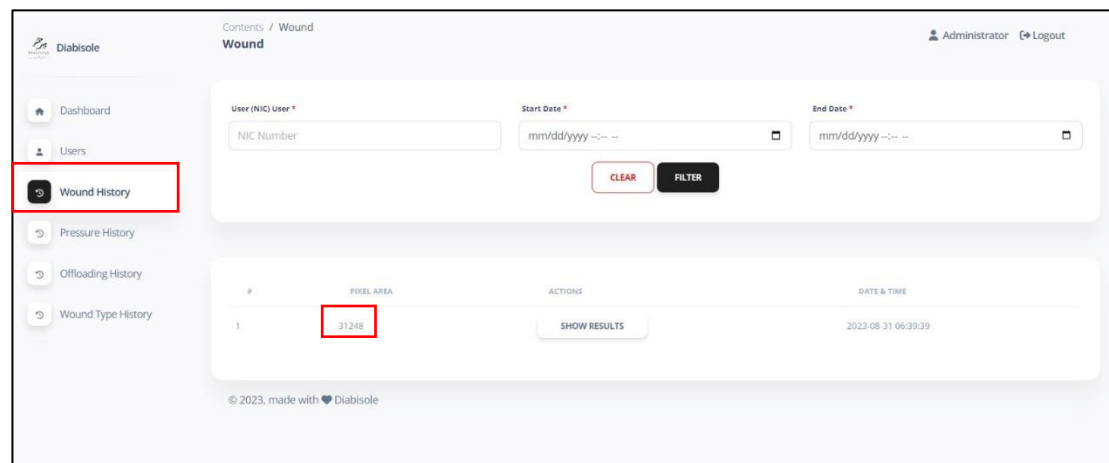 Diabisole
Dashboard
Users
Wound History
Pressure History
Offloading History
Wound Type History
Contents / Wound
Wound
Administrator Logout
User (NIC) User * Start Date * End Date *
NIC Number mm/dd/yyyy --:-- -- mm/dd/yyyy --:-- --
CLEAR FILTER
# PIXEL AREA ACTIONS DATE & TIME
1 31248 SHOW RESULTS 2023-08-31 06:39:39
© 2023, made with Diabisole